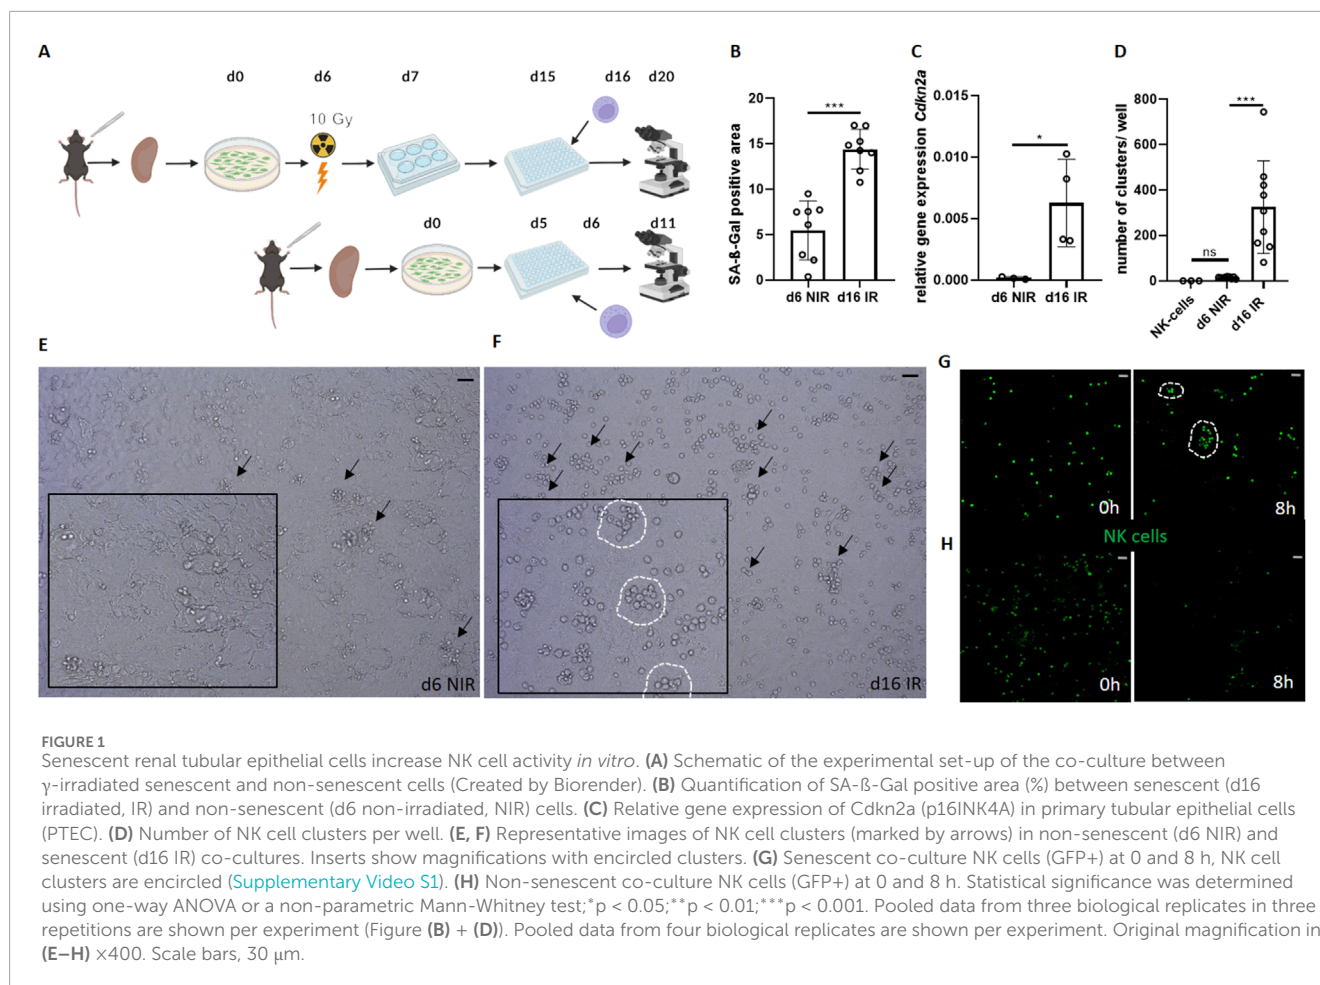 A
d0 d6 d7 d15 d16 d20
10 Gy
d0 d5 d6 d11
B
SA-ß-Gal positive area
20
15
10
5
0
***
d6 NIR d16 IR
C
relative gene expression Cdkn2a
0.015
0.010
0.005
0.000
*
d6 NIR d16 IR
D
number of clusters/ well
800
600
400
200
0
***
ns
NK-cells d6 NIR d16 IR
E
d6 NIR
F
d16 IR
G
0h
8h
NK cells
H
0h
8h
FIGURE 1
Senescent renal tubular epithelial cells increase NK cell activity in vitro. (A) Schematic of the experimental set-up of the co-culture between
γ-irradiated senescent and non-senescent cells (Created by Biorender). (B) Quantification of SA-ß-Gal positive area (%) between senescent (d16
irradiated, IR) and non-senescent (d6 non-irradiated, NIR) cells. (C) Relative gene expression of Cdkn2a (p16INK4A) in primary tubular epithelial cells
(PTEC). (D) Number of NK cell clusters per well. (E, F) Representative images of NK cell clusters (marked by arrows) in non-senescent (d6 NIR) and
senescent (d16 IR) co-cultures. Inserts show magnifications with encircled clusters. (G) Senescent co-culture NK cells (GFP+) at 0 and 8 h, NK cell
clusters are encircled (Supplementary Video S1). (H) Non-senescent co-culture NK cells (GFP+) at 0 and 8 h. Statistical significance was determined
using one-way ANOVA or a non-parametric Mann-Whitney test;*p < 0.05;**p < 0.01;***p < 0.001. Pooled data from three biological replicates in three
repetitions are shown per experiment (Figure (B) + (D)). Pooled data from four biological replicates are shown per experiment. Original magnification in
(E–H) ×400. Scale bars, 30 μm.